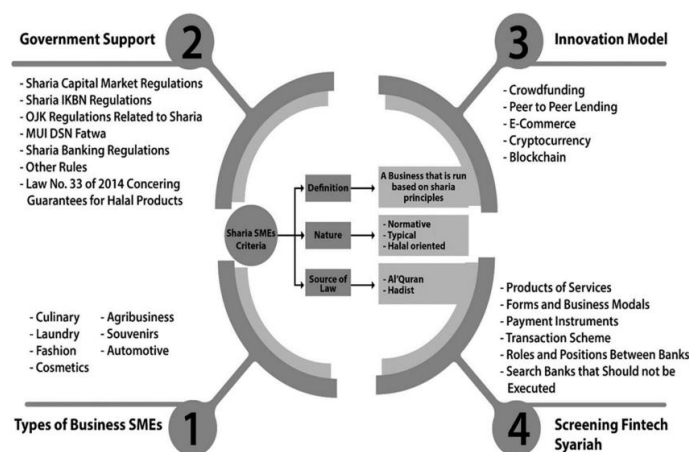 Government Support
2
- Sharia Capital Market Regulations
- Sharia IKBN Regulations
- OJK Regulations Related to Sharia
- MUI DSN Fatwa
- Sharia Banking Regulations
- Other Rules
- Law No. 33 of 2014 Concering
Guarantees for Halal Products
3
Innovation Model
- Crowdfunding
- Peer to Peer Lending
- E-Commerce
- Cryptocurrency
- Blockchain
Sharia SMEs
Criteria
Definition
A Business that is run
based on sharia
principles
Nature
- Normative
- Typical
- Halal oriented
Source of
Law
- Al'Quran
- Hadist
- Culinary
- Laundry
- Fashion
- Cosmetics
- Agribusiness
- Souvenirs
- Automotive
Types of Business SMEs
1
- Products of Services
- Forms and Business Modals
- Payment Instruments
- Transaction Scheme
- Roles and Positions Between Banks
- Search Banks that Should not be
Executed
4
Screening Fintech
Syariah